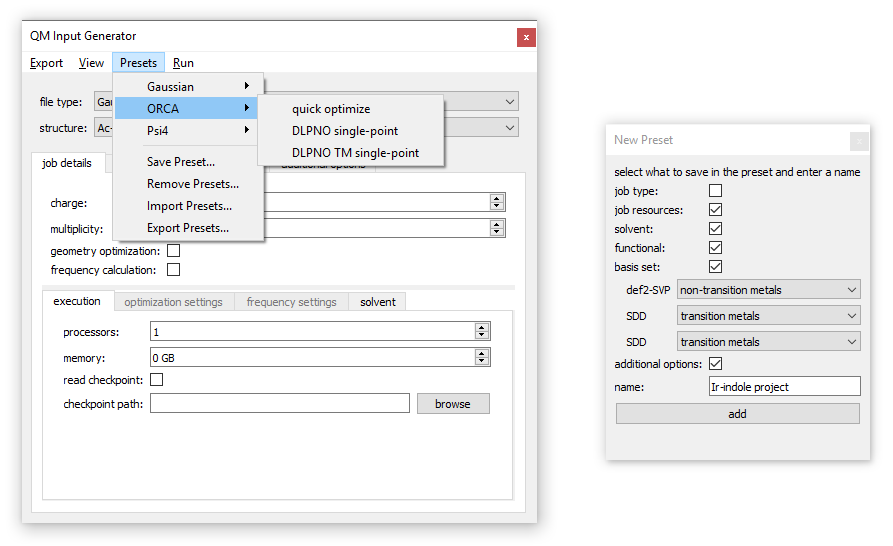 QM Input Generator
x
Export View Presets Run
file type:
structure: Ac-
Gaussian
ORCA
Psi4
Save Preset...
Remove Presets...
Import Presets...
Export Presets...
quick optimize
DLPNO single-point
DLPNO TM single-point
job details
additional options
charge:
multiplicity:
geometry optimization:
frequency calculation:
execution optimization settings frequency settings solvent
processors: 1
memory: 0 GB
read checkpoint:
checkpoint path: browse
New Preset
x
select what to save in the preset and enter a name
job type:
job resources:
solvent:
functional:
basis set:
def2-SVP non-transition metals
SDD transition metals
SDD transition metals
additional options:
name: Ir-indole project
add